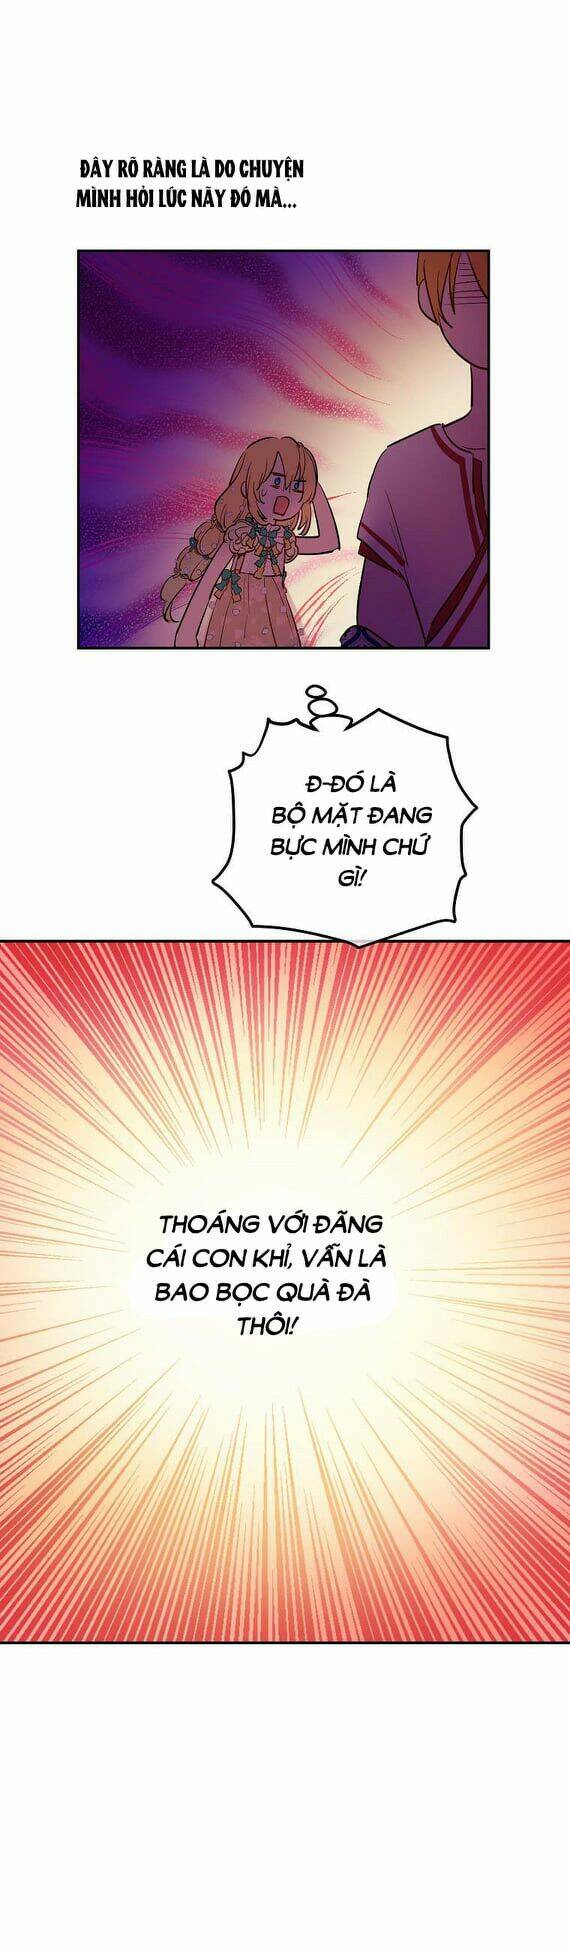 ĐÂY RÕ RÀNG LÀ DO CHUYỆN
MÌNH HỎI LÚC NÃY ĐÓ MÀ...
Đ-ĐÓ LÀ
BỘ MẶT ĐANG
BỰC MÌNH CHỨ
GÌ!
THOÁNG VỚI ĐÃNG
CÁI CON KHỈ, VẪN LÀ
BAO BỌC QUÀ ĐÀ
THÔI!